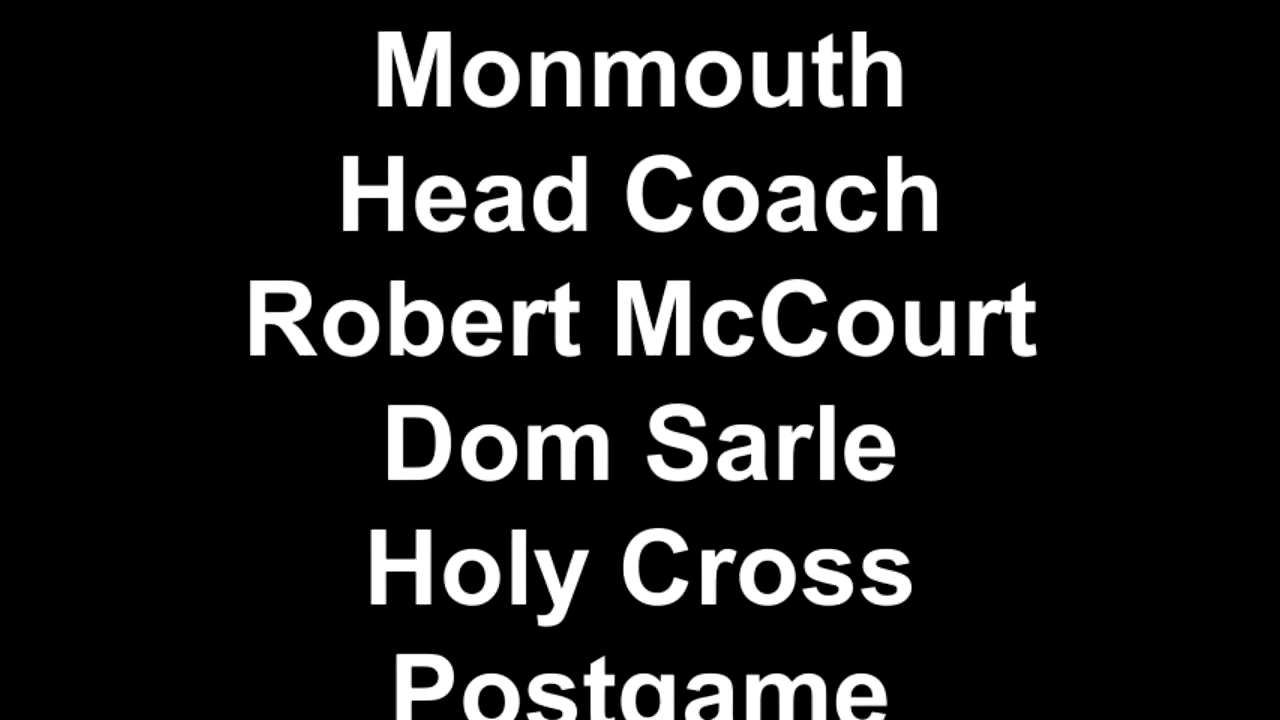 Monmouth
Head Coach
Robert McCourt
Dom Sarle
Holy Cross
Postgame